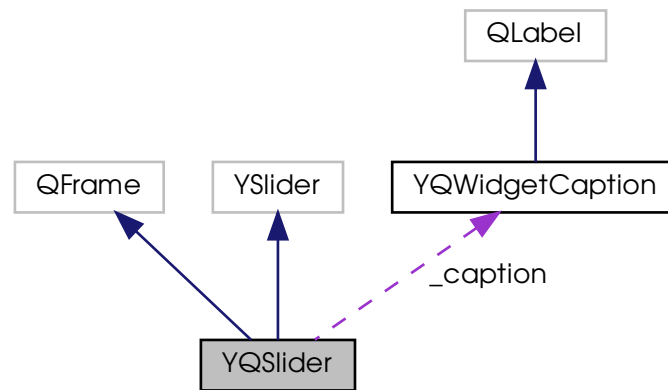 QLabel
QFrame
YSlider
YQWidgetCaption
_caption
YQSlider